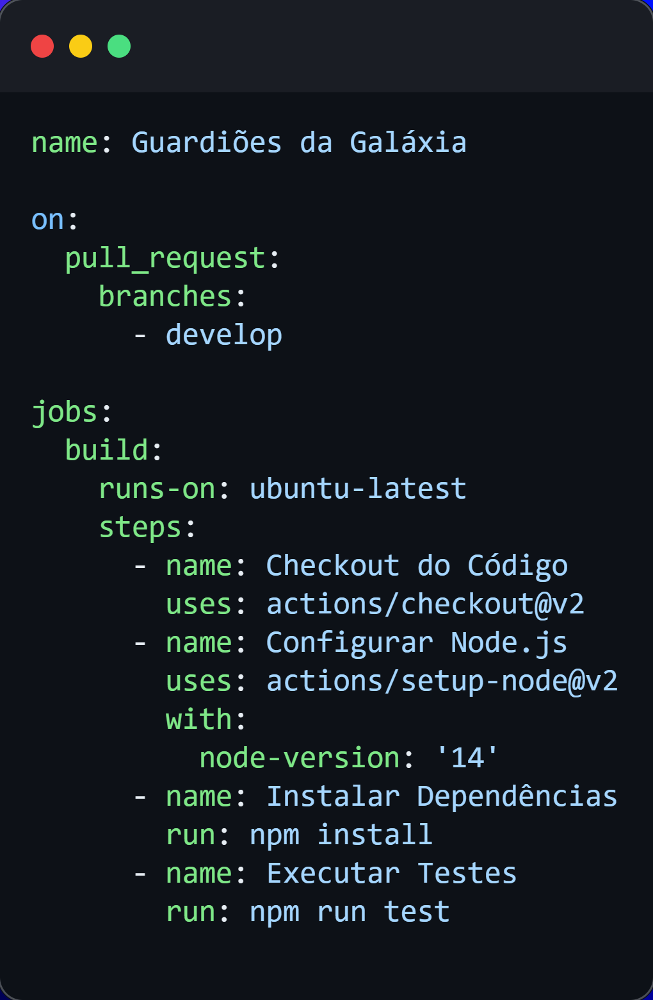 name: Guardiões da Galáxia

on:
  pull_request:
    branches:
      - develop

jobs:
  build:
    runs-on: ubuntu-latest
    steps:
      - name: Checkout do Código
        uses: actions/checkout@v2
      - name: Configurar Node.js
        uses: actions/setup-node@v2
        with:
          node-version: '14'
      - name: Instalar Dependências
        run: npm install
      - name: Executar Testes
        run: npm run test